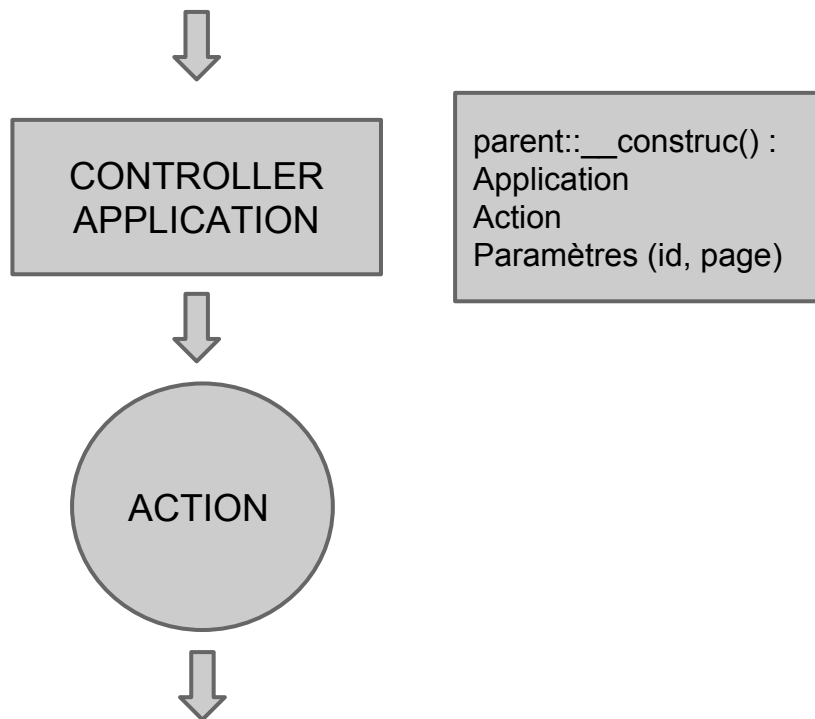 CONTROLLER
APPLICATION
parent::__construc() :
Application
Action
Paramètres (id, page)
ACTION